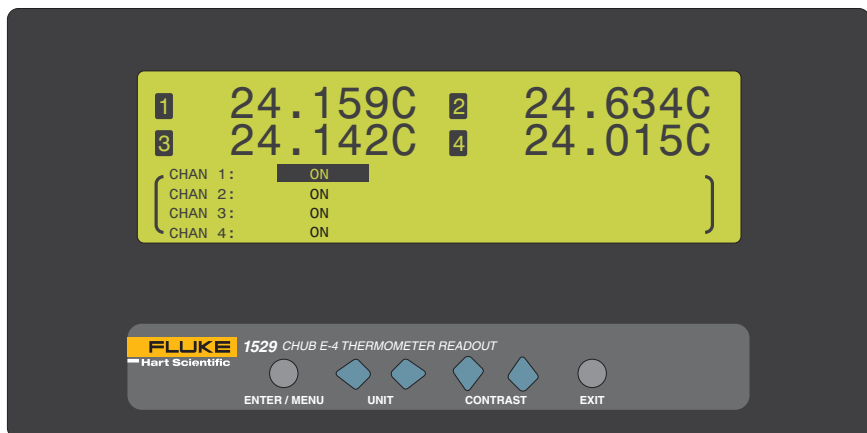 1 24.159C 2 24.634C
3 24.142C 4 24.015C
CHAN 1: ON
CHAN 2: ON
CHAN 3: ON
CHAN 4: ON
FLUKE
Hart Scientific
1529 CHUB E-4 THERMOMETER READOUT
ENTER / MENU UNIT CONTRAST EXIT